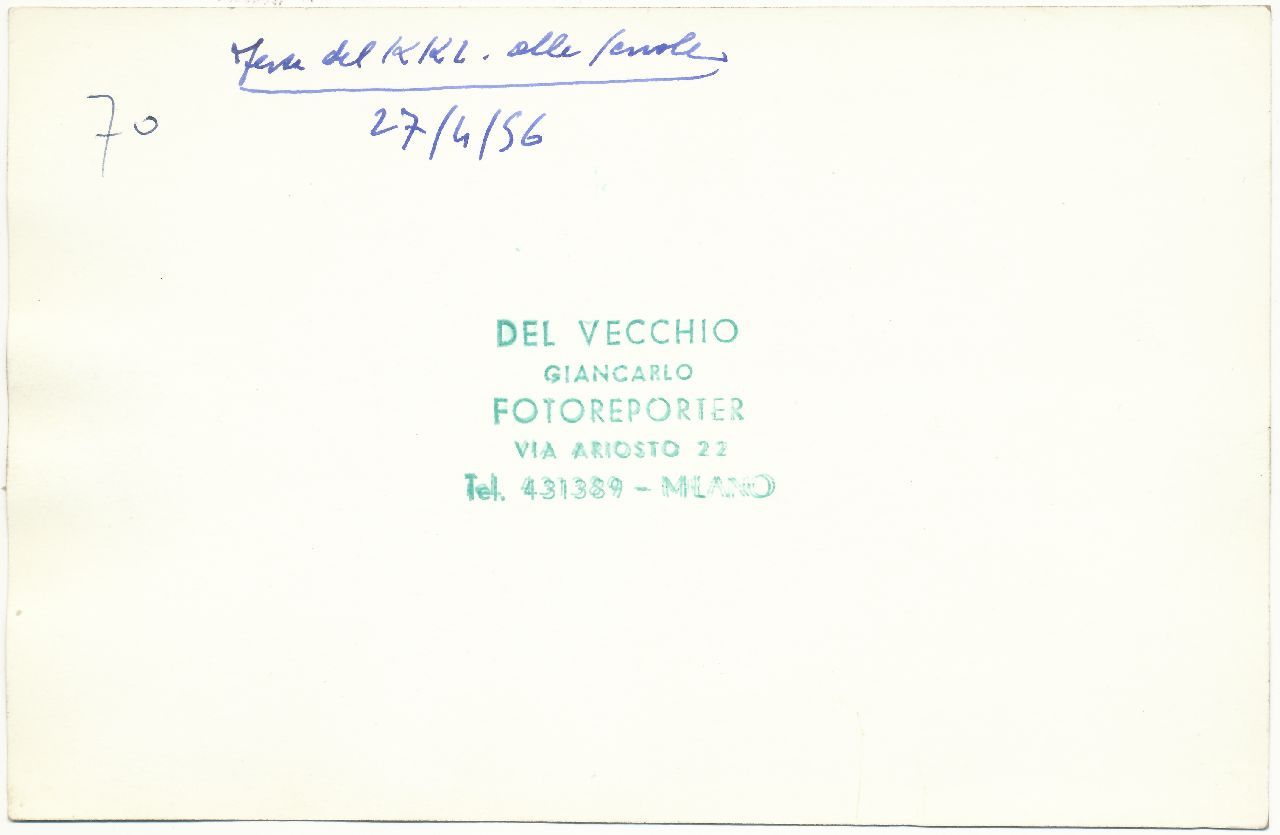 Festa del KKL. alle scuole
70
27/4/56
DEL VECCHIO
GIANCARLO
FOTOREPORTER
VIA ARIOSTO 22
Tel. 431389 - MILANO